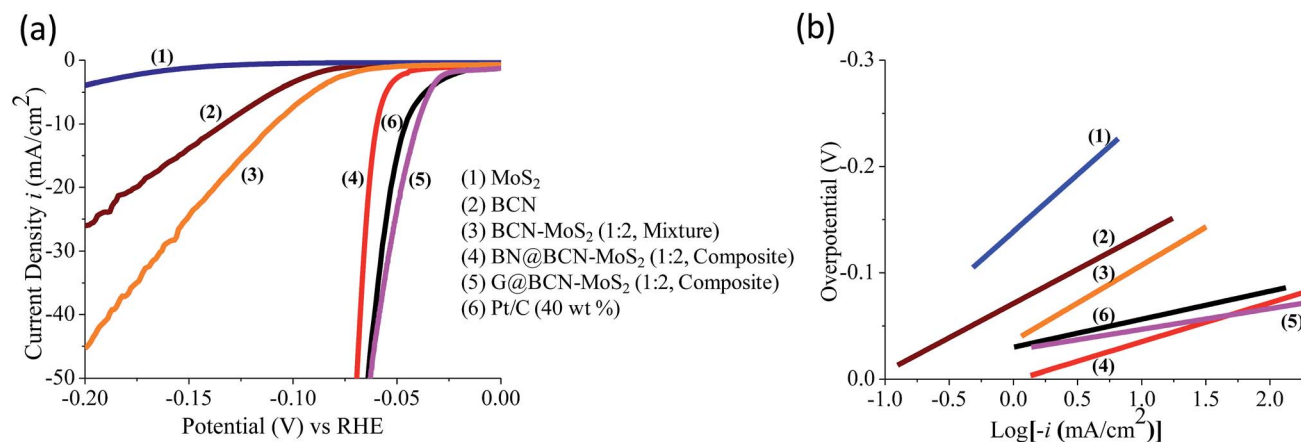 (a)
Current Density i (mA/cm²)
0
-10
-20
-30
-40
-50
-0.20
-0.15
-0.10
-0.05
0.00
Potential (V) vs RHE
(1)
(2)
(3)
(4)
(6)
(5)
(1) MoS₂
(2) BCN
(3) BCN-MoS₂ (1:2, Mixture)
(4) BN@BCN-MoS₂ (1:2, Composite)
(5) G@BCN-MoS₂ (1:2, Composite)
(6) Pt/C (40 wt %)
(b)
Overpotential (V)
-0.3
-0.2
-0.1
0.0
-1.0
-0.5
0.0
0.5
1.0
1.5
2.0
Log[-i (mA/cm²)]
(1)
(2)
(3)
(6)
(5)
(4)